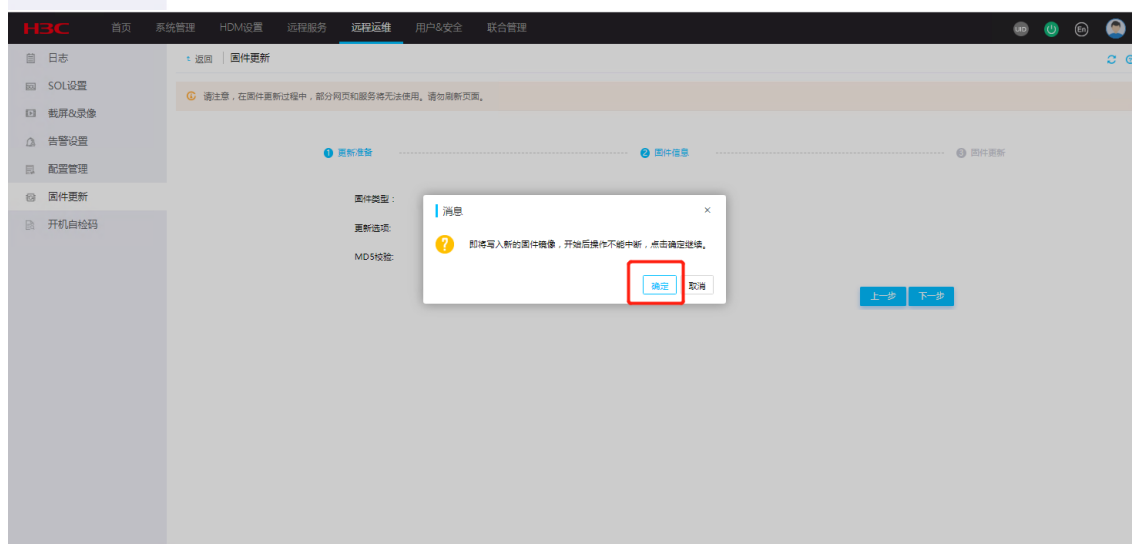 H3C 首页 系统管理 HDM设置 远程服务 远程运维 用户&安全 联合管理 UID En
日志
SOL设置
截屏&录像
告警设置
配置管理
固件更新
开机自检码
返回 固件更新
请注意，在固件更新过程中，部分网页和服务将无法使用。请勿刷新页面。
1 更新准备 2 固件信息 3 固件更新
固件类型：
更新选项:
MD5校验:
消息 ×
? 即将写入新的固件镜像，开始后操作不能中断，点击确定继续。
确定 取消
上一步 下一步